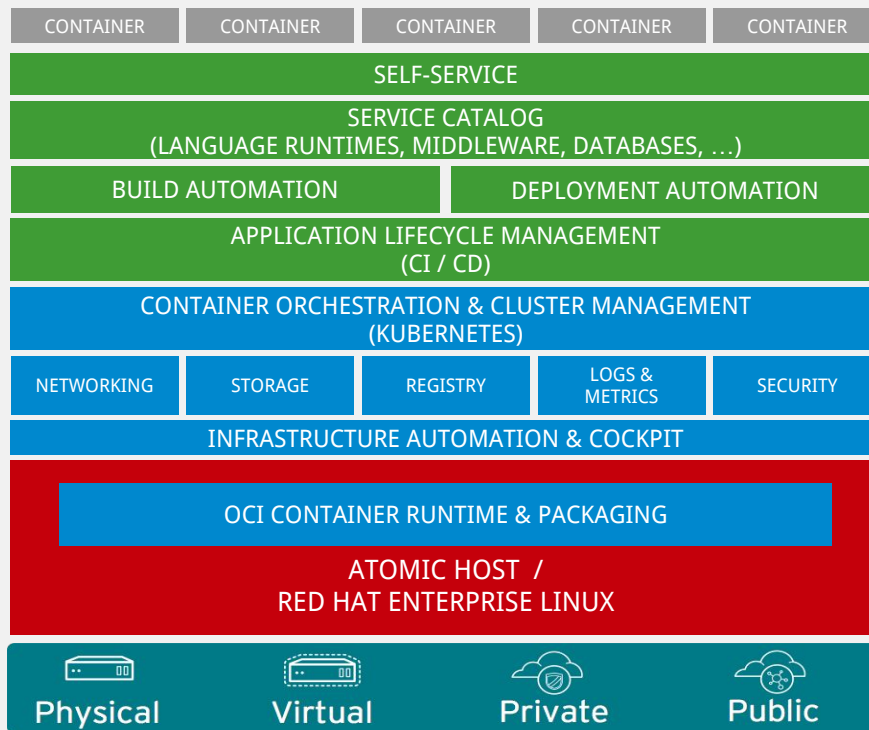 CONTAINER CONTAINER CONTAINER CONTAINER CONTAINER
SELF-SERVICE
SERVICE CATALOG
(LANGUAGE RUNTIMES, MIDDLEWARE, DATABASES, …)
BUILD AUTOMATION
DEPLOYMENT AUTOMATION
APPLICATION LIFECYCLE MANAGEMENT
(CI / CD)
CONTAINER ORCHESTRATION & CLUSTER MANAGEMENT
(KUBERNETES)
NETWORKING
STORAGE
REGISTRY
LOGS &
METRICS
SECURITY
INFRASTRUCTURE AUTOMATION & COCKPIT
OCI CONTAINER RUNTIME & PACKAGING
ATOMIC HOST /
RED HAT ENTERPRISE LINUX
Physical Virtual Private Public